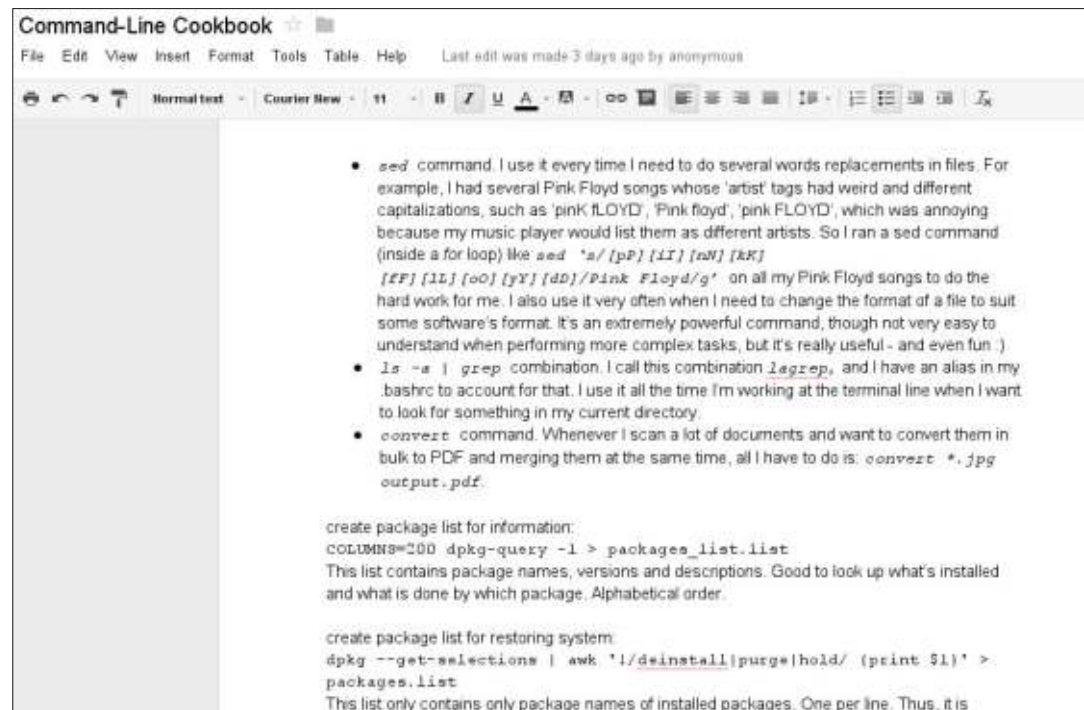 Command-Line Cookbook
File Edit View Insert Format Tools Table Help Last edit was made 3 days ago by anonymous
Normal text Courier New 11 B I U A
sed command. I use it every time I need to do several words replacements in files. For
example, I had several Pink Floyd songs whose 'artist' tags had weird and different
capitalizations, such as 'pinK fLOYD', 'Pink floyd', 'pink FLOYD', which was annoying
because my music player would list them as different artists. So I ran a sed command
(inside a for loop) like sed 's/[pP][iI][nN][kK]
[fF][lL][oO][yY][dD]/Pink Floyd/g' on all my Pink Floyd songs to do the
hard work for me. I also use it very often when I need to change the format of a file to suit
some software's format. It's an extremely powerful command, though not very easy to
understand when performing more complex tasks, but it's really useful - and even fun :)
ls -a | grep combination. I call this combination lagrep, and I have an alias in my
.bashrc to account for that. I use it all the time I'm working at the terminal line when I want
to look for something in my current directory.
convert command. Whenever I scan a lot of documents and want to convert them in
bulk to PDF and merging them at the same time, all I have to do is: convert *.jpg
output.pdf.
create package list for information:
COLUMNS=200 dpkg-query -l > packages_list.list
This list contains package names, versions and descriptions. Good to look up what's installed
and what is done by which package. Alphabetical order.
create package list for restoring system:
dpkg --get-selections | awk '!/deinstall|purge|hold/ {print $1}' >
packages.list
This list only contains only package names of installed packages. One per line. Thus, it is